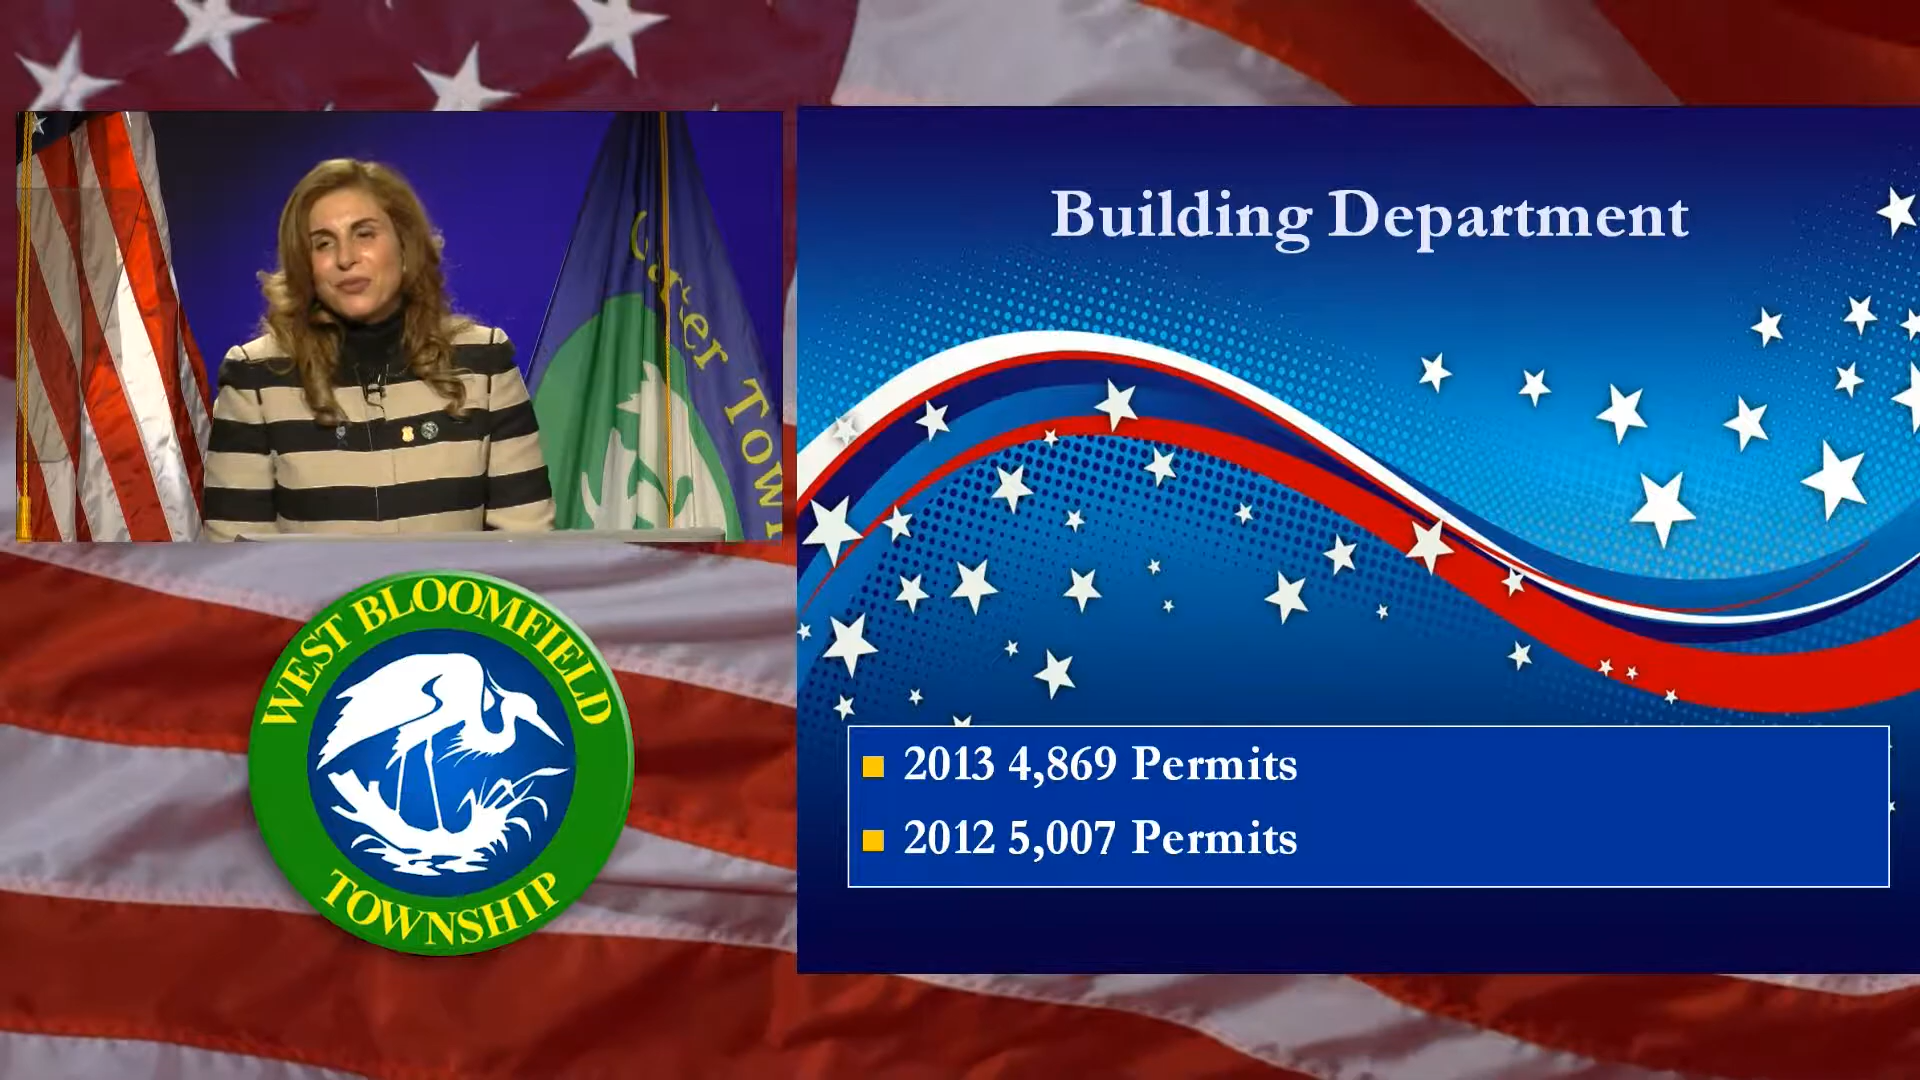 Building Department
2013 4,869 Permits
2012 5,007 Permits
WEST BLOOMFIELD
TOWNSHIP